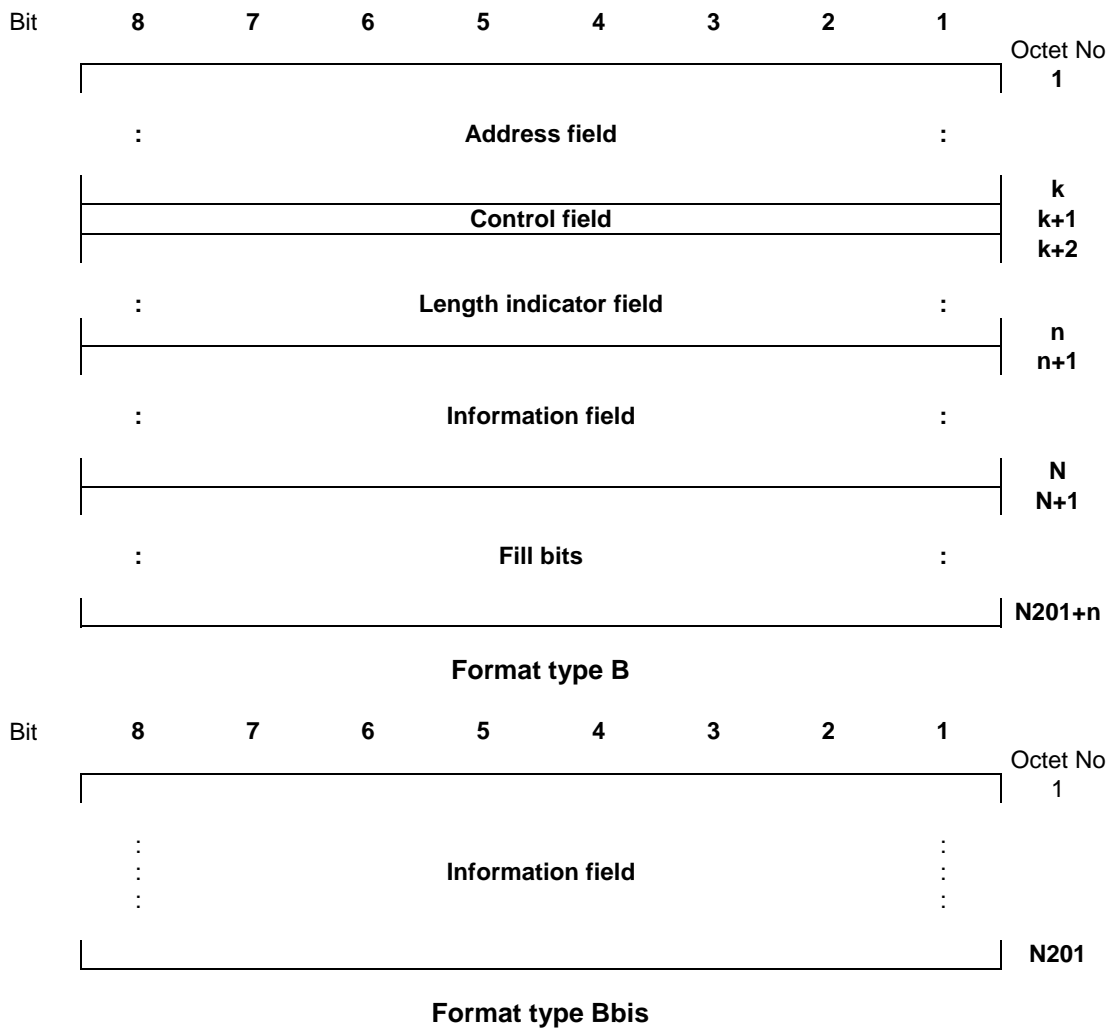 Bit 8 7 6 5 4 3 2 1
Octet No
1
: Address field :
k
Control field k+1
k+2
: Length indicator field :
n
n+1
: Information field :
N
N+1
: Fill bits :
N201+n
Format type B
Bit 8 7 6 5 4 3 2 1
Octet No
1
: :
: Information field :
: :
N201
Format type Bbis